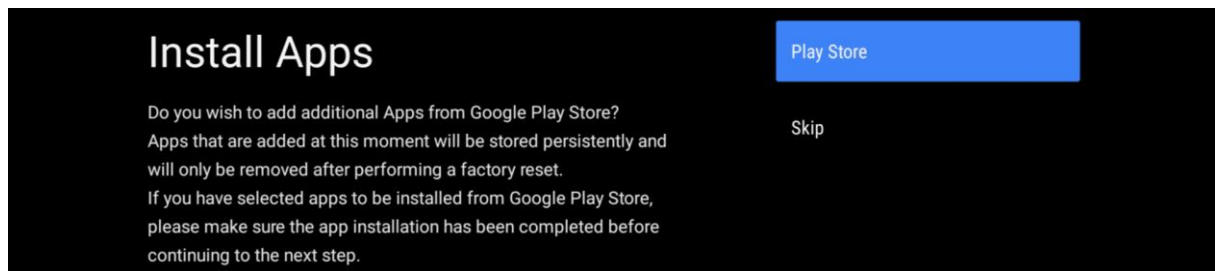 Install Apps
Do you wish to add additional Apps from Google Play Store?
Apps that are added at this moment will be stored persistently and
will only be removed after performing a factory reset.
If you have selected apps to be installed from Google Play Store,
please make sure the app installation has been completed before
continuing to the next step.
Play Store
Skip